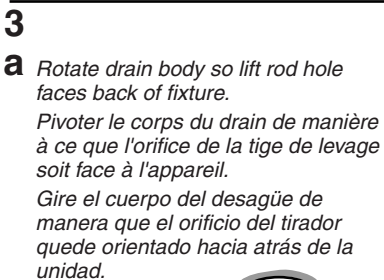 3
a Rotate drain body so lift rod hole
faces back of fixture.
Pivoter le corps du drain de manière
à ce que l'orifice de la tige de levage
soit face à l'appareil.
Gire el cuerpo del desagüe de
manera que el orificio del tirador
quede orientado hacia atrás de la
unidad.